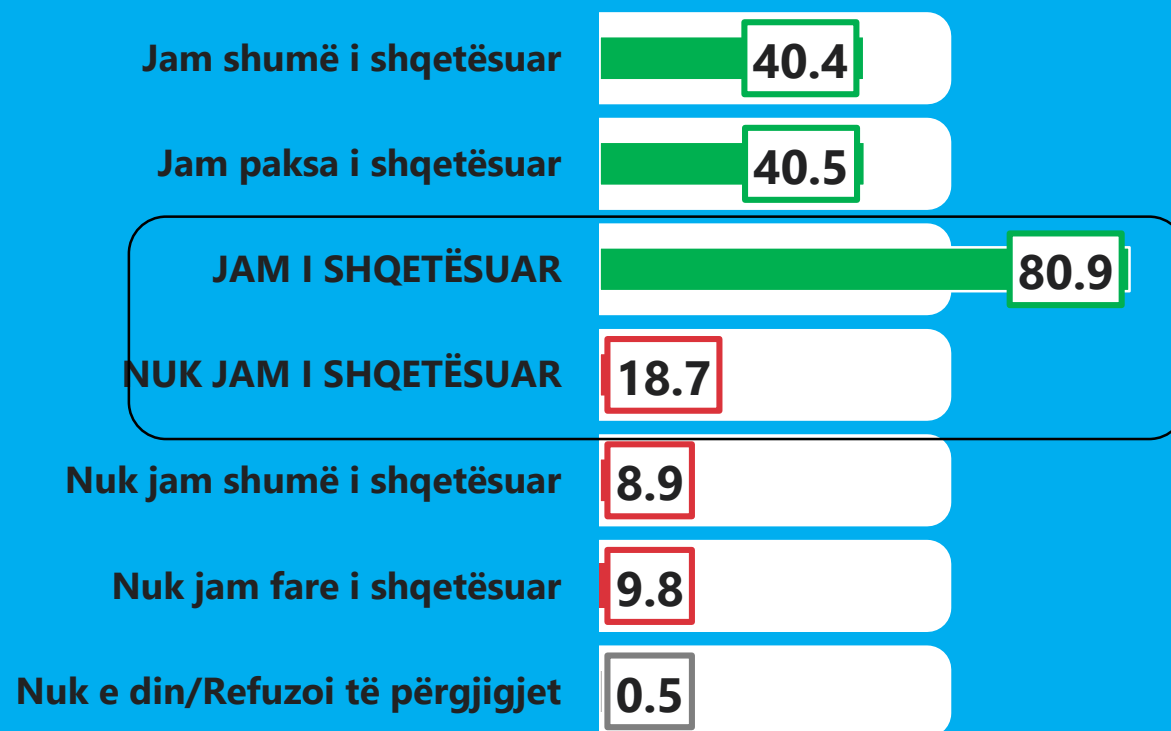 Jam shumë i shqetësuar 40.4
Jam paksa i shqetësuar 40.5
JAM I SHQETËSUAR 80.9
NUK JAM I SHQETËSUAR 18.7
Nuk jam shumë i shqetësuar 8.9
Nuk jam fare i shqetësuar 9.8
Nuk e din/Refuzoi të përgjigjet 0.5